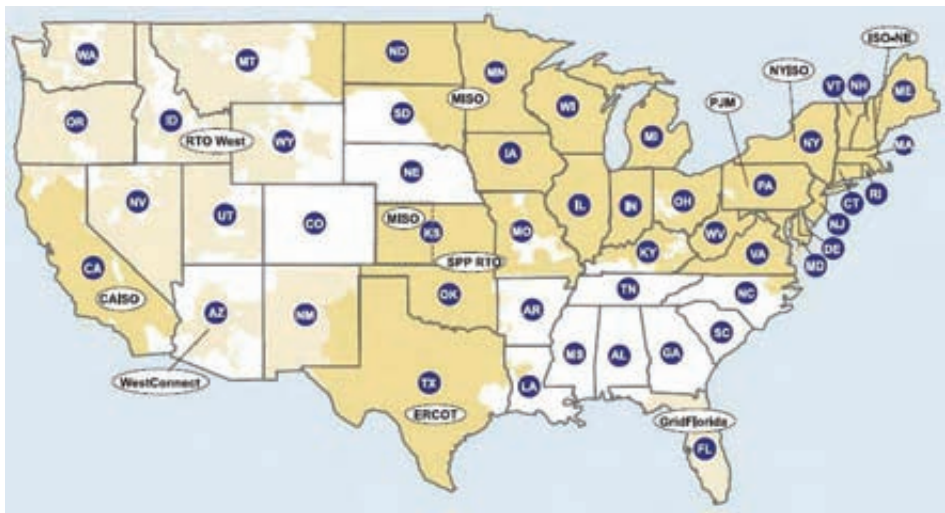 WA
MT
ND
MN
ISO-NE
NYISO
VT
NH
ME
OR
ID
RTO West
WY
SD
MISO
WI
MI
PJM
NY
MA
NV
UT
CO
NE
IA
IL
IN
OH
PA
CT
RI
NJ
DE
MD
CA
CAISO
MISO
KS
SPP RTO
MO
KY
WV
VA
AZ
NM
OK
AR
TN
NC
SC
WestConnect
TX
ERCOT
LA
MS
AL
GA
GridFlorida
FL